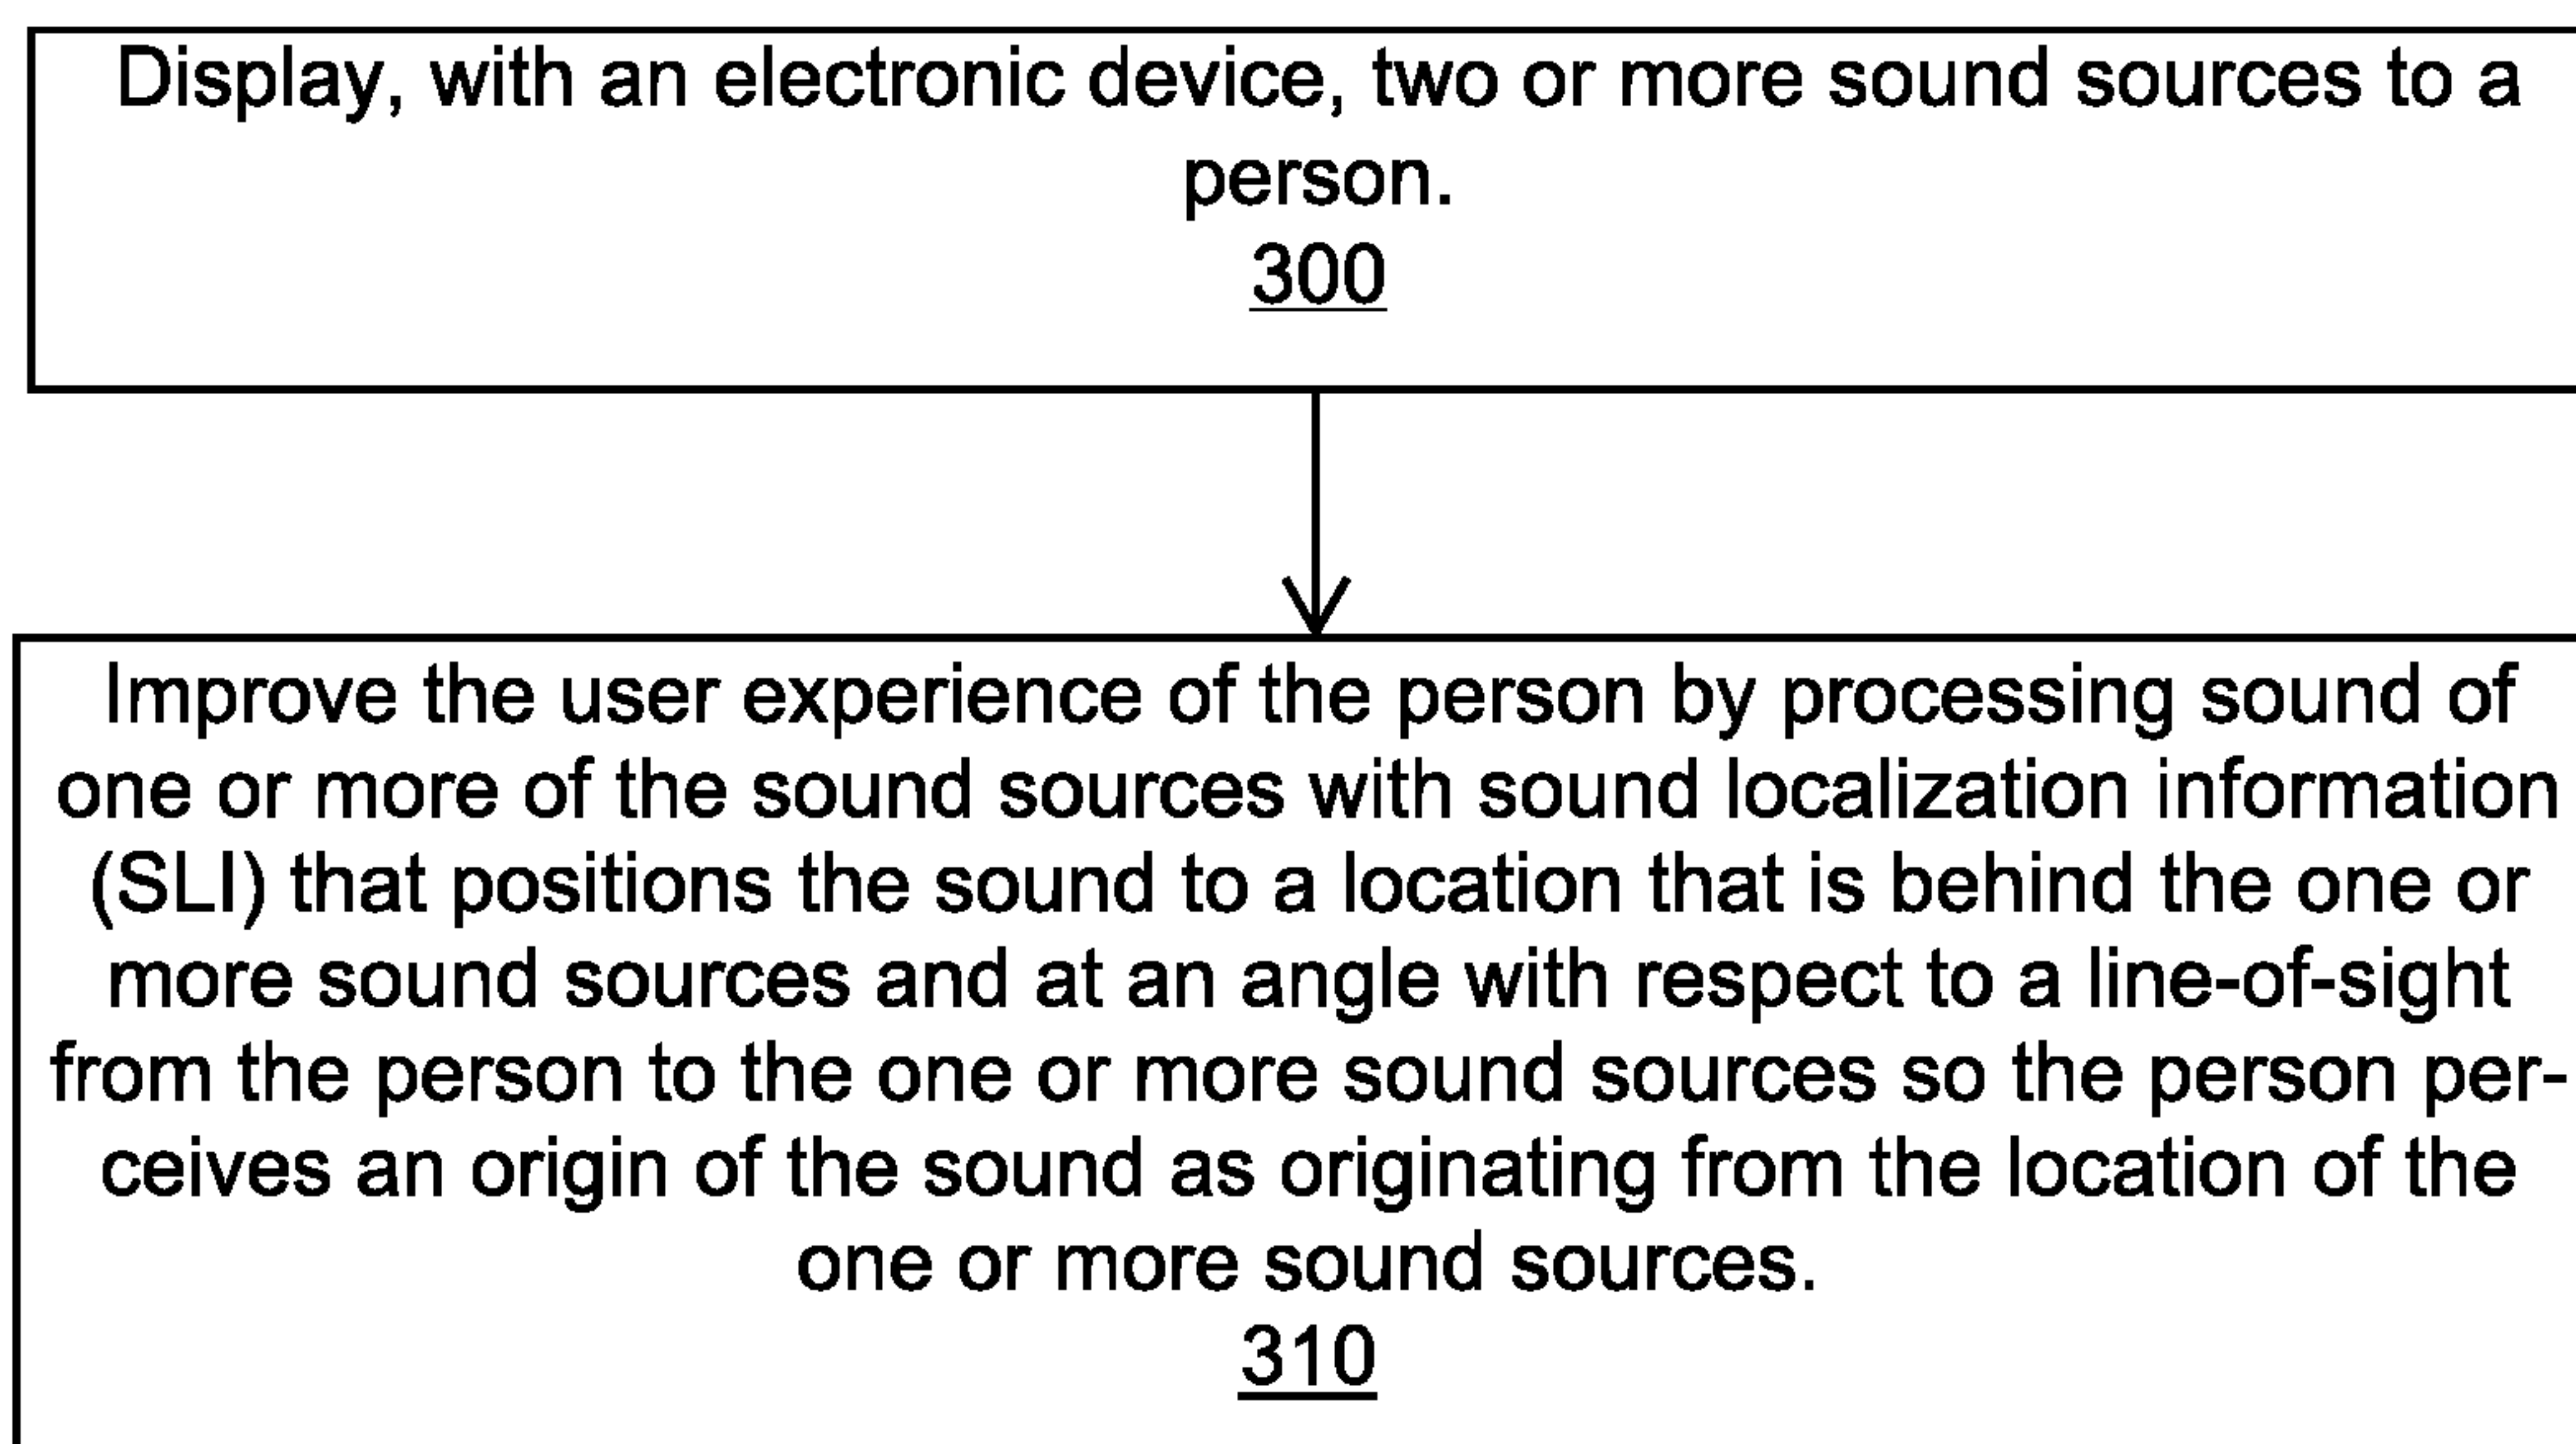 Display, with an electronic device, two or more sound sources to a
person.
300
Improve the user experience of the person by processing sound of
one or more of the sound sources with sound localization information
(SLI) that positions the sound to a location that is behind the one or
more sound sources and at an angle with respect to a line-of-sight
from the person to the one or more sound sources so the person per-
ceives an origin of the sound as originating from the location of the
one or more sound sources.
310